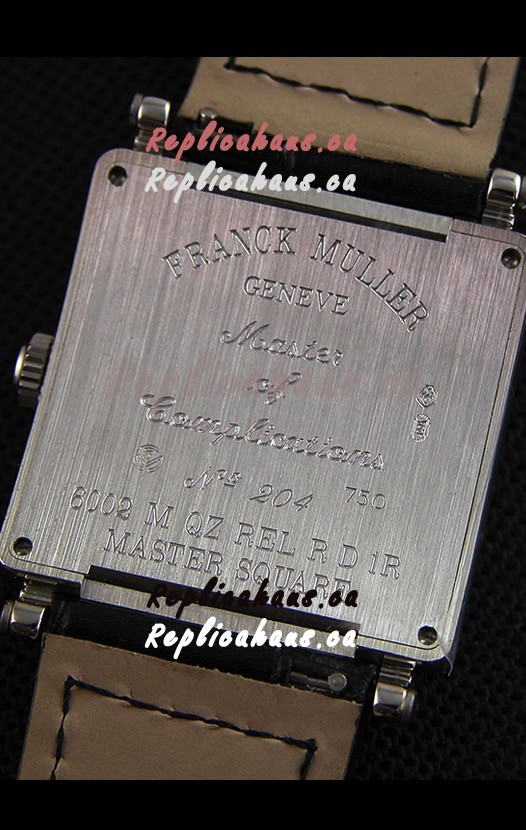 Replicahaus.ca
Replicahaus.ca
FRANCK MULLER
GENEVE
Master
of
Complications
Nº 204
750
6002 M QZ REL R D 1R
MASTER SQUARE
Replicahaus.ca
Replicahaus.ca